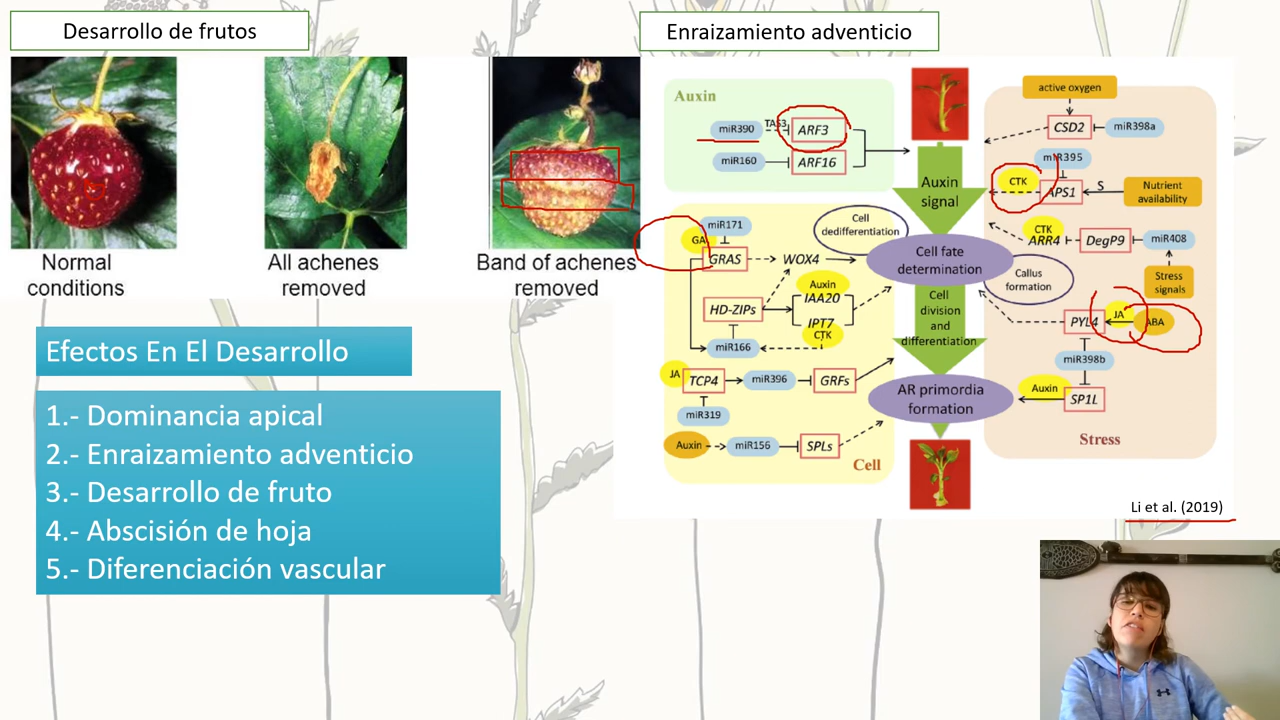 Desarrollo de frutos
Normal
conditions
All achenes
removed
Band of achenes
removed
Efectos En El Desarrollo
1.- Dominancia apical
2.- Enraizamiento adventicio
3.- Desarrollo de fruto
4.- Abscisión de hoja
5.- Diferenciación vascular
Enraizamiento adventicio
Auxin
miR390
TAS3
ARF3
miR160
ARF16
Auxin
signal
active oxygen
CSD2
miR398a
miR395
CTK
APS1
S
Nutrient
availability
CTK
ARR4
DegP9
miR408
Stress
signals
JA
ABA
PYL4
miR398b
Auxin
SP1L
Stress
miR171
GA
GRAS
WOX4
Cell
dedifferentiation
Cell fate
determination
Callus
formation
HD-ZIPs
Auxin
IAA20
IPT7
CTK
miR166
Cell
division
and
differentiation
JA
TCP4
miR396
GRFs
miR319
AR primordia
formation
Auxin
miR156
SPLs
Cell
Li et al. (2019)